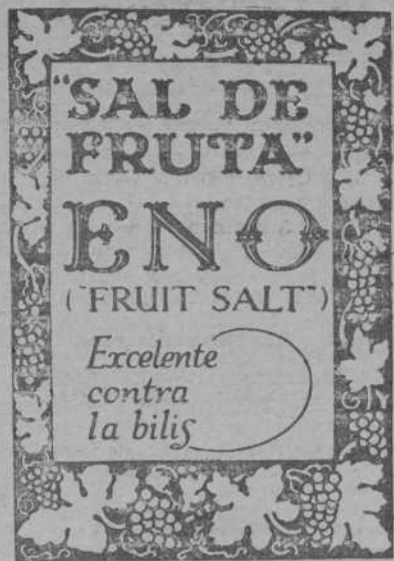 "SAL DE
FRUTA"
ENO
("FRUIT SALT")
Excelente
contra
la bilis